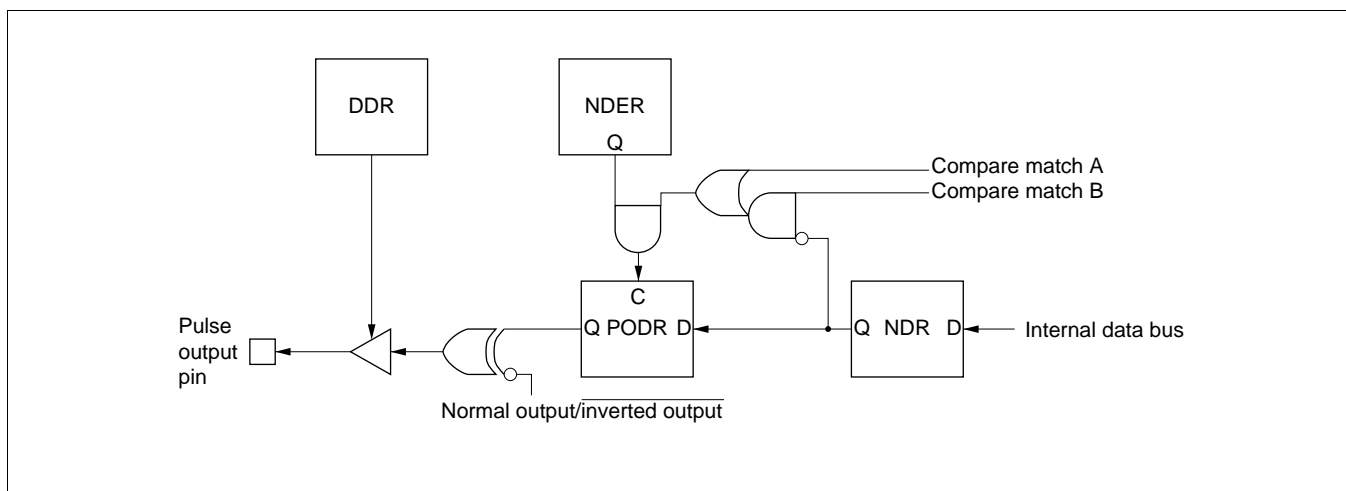 DDR
NDER
Q
Compare match A
Compare match B
C
Q PODR D
Q NDR D
Internal data bus
Pulse
output
pin
Normal output/inverted output